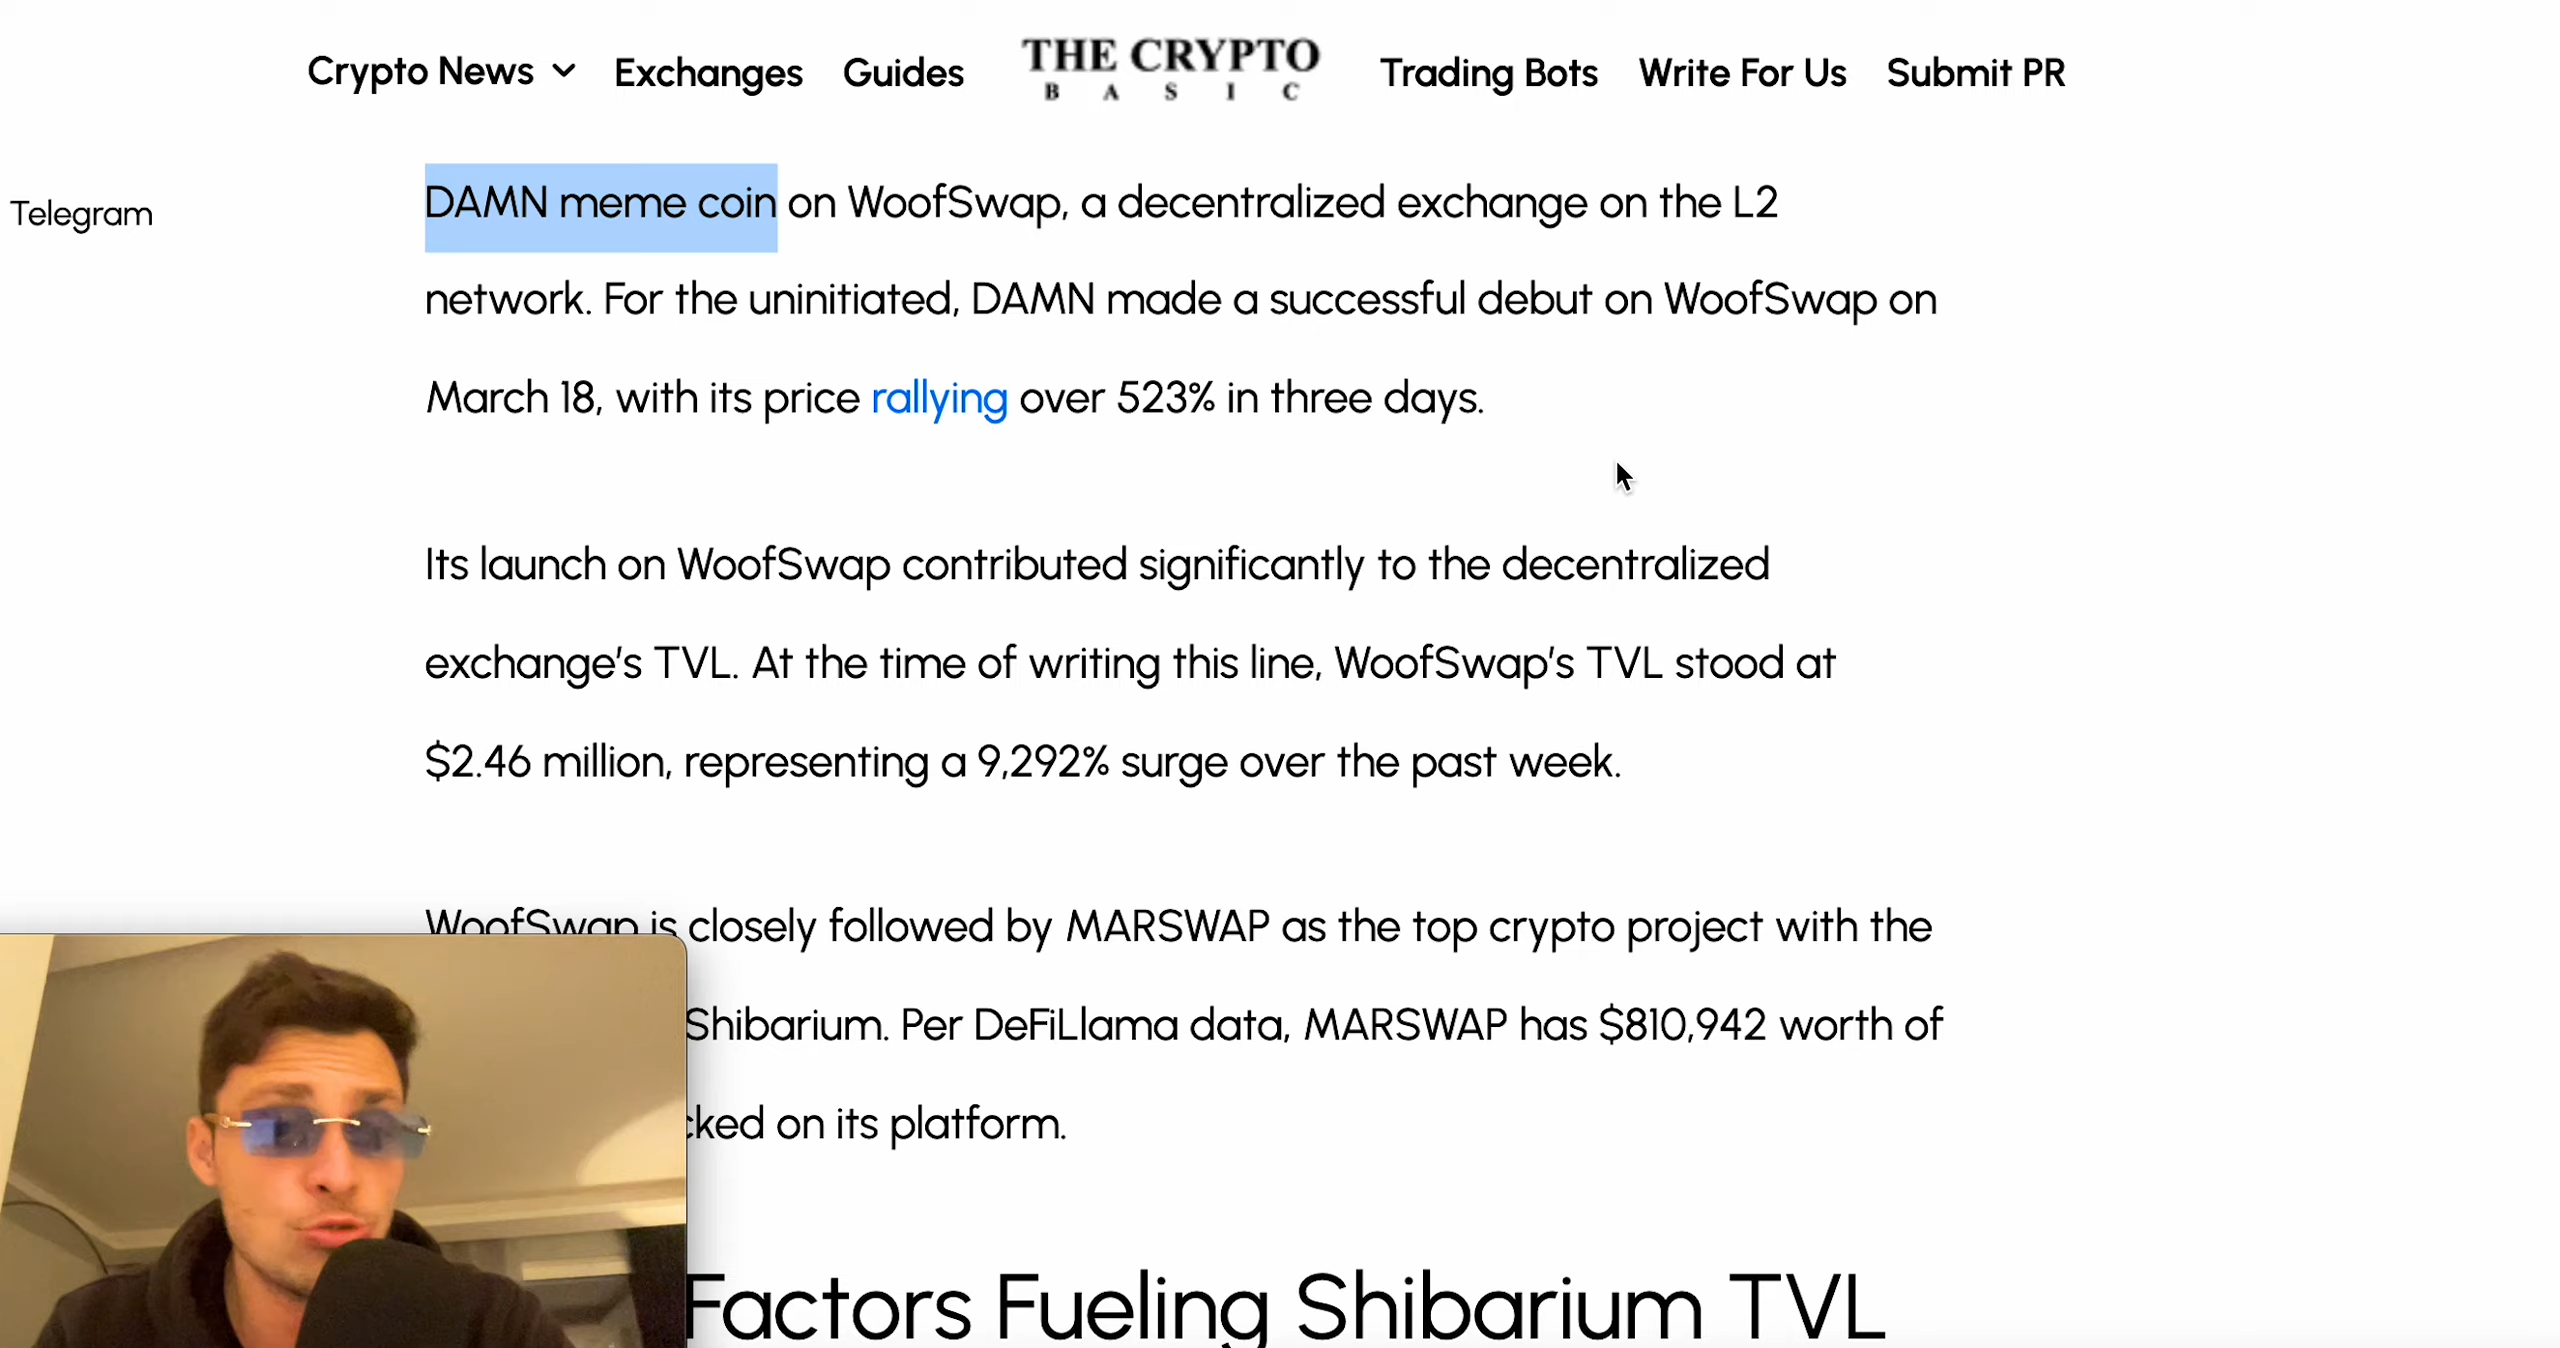 Crypto News Exchanges Guides THE CRYPTO BASIC Trading Bots Write For Us Submit PR
Telegram
DAMN meme coin on WoofSwap, a decentralized exchange on the L2
network. For the uninitiated, DAMN made a successful debut on WoofSwap on
March 18, with its price rallying over 523% in three days.
Its launch on WoofSwap contributed significantly to the decentralized
exchange's TVL. At the time of writing this line, WoofSwap's TVL stood at
$2.46 million, representing a 9,292% surge over the past week.
WoofSwap is closely followed by MARSWAP as the top crypto project with the
Shibarium. Per DeFiLlama data, MARSWAP has $810,942 worth of
cked on its platform.
Factors Fueling Shibarium TVL